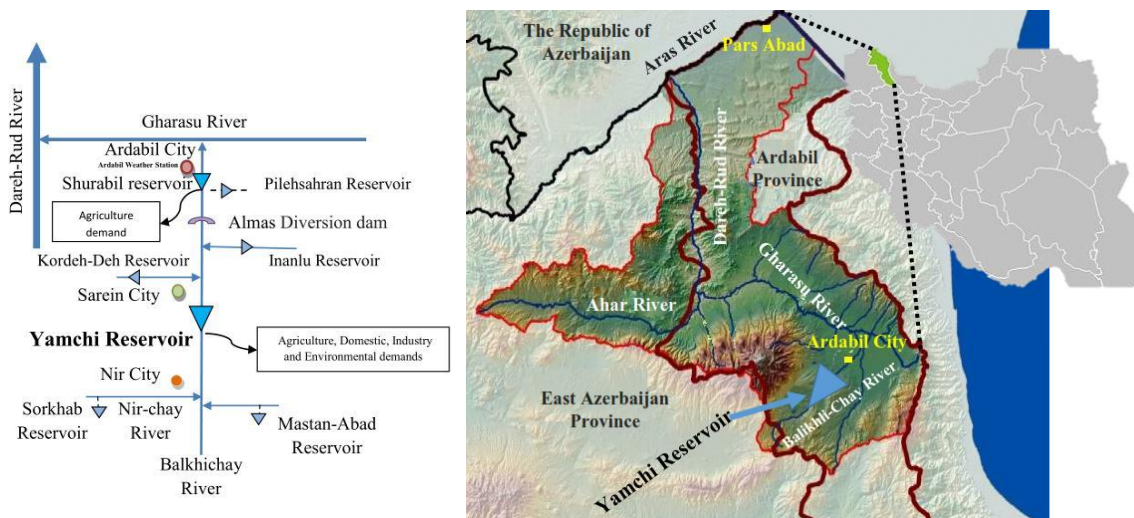 Dareh-Rud River
Gharasu River
Ardabil City
Ardabil Weather Station
Shurabil reservoir
Pilehsahran Reservoir
Agriculture
demand
Almas Diversion dam
Kordeh-Deh Reservoir
Inanlu Reservoir
Sarein City
Yamchi Reservoir
Agriculture, Domestic, Industry
and Environmental demands
Nir City
Sorkhab
Reservoir
Nir-chay
River
Mastan-Abad
Reservoir
Balkhichay
River
The Republic of
Azerbaijan
Aras River
Pars Abad
Ardabil
Province
Dareh-Rud River
Gharasu River
Ahar River
Ardabil City
East Azerbaijan
Province
Balikhli-Chay River
Yamchi Reservoir